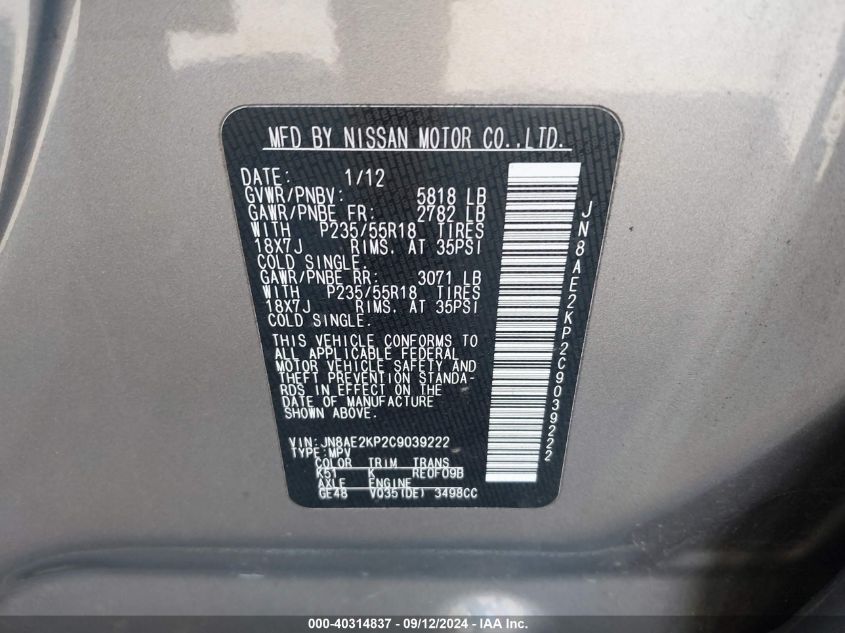 MFD BY NISSAN MOTOR CO.,LTD.
DATE: 1/12
GVWR/PNBV: 5818 LB
GAWR/PNBE FR: 2782 LB
WITH P235/55R18 TIRES
18X7J RIMS. AT 35PSI
COLD SINGLE.
GAWR/PNBE RR: 3071 LB
WITH P235/55R18 TIRES
18X7J RIMS. AT 35PSI
COLD SINGLE.
THIS VEHICLE CONFORMS TO
ALL APPLICABLE FEDERAL
MOTOR VEHICLE SAFETY AND
THEFT PREVENTION STANDA-
RDS IN EFFECT ON THE
DATE OF MANUFACTURE
SHOWN ABOVE.
VIN:JN8AE2KP2C9039222
TYPE:MPV
COLOR TRIM TRANS
K51 K RE0F09B
AXLE ENGINE
GE48 VQ35(DE) 3498CC
JN8AE2KP2C9039222
000-40314837 - 09/12/2024 - IAA Inc.